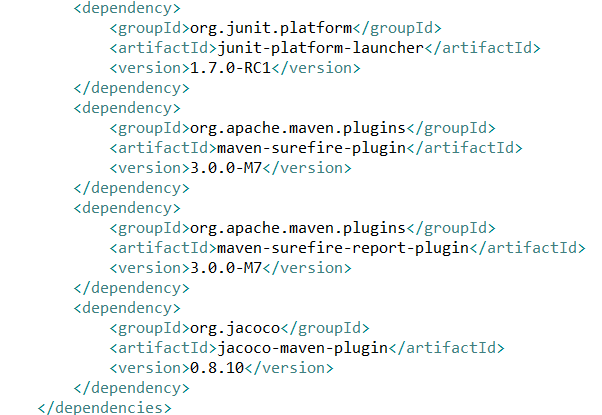 <dependency>
<groupId>org.junit.platform</groupId>
<artifactId>junit-platform-launcher</artifactId>
<version>1.7.0-RC1</version>
</dependency>
<dependency>
<groupId>org.apache.maven.plugins</groupId>
<artifactId>maven-surefire-plugin</artifactId>
<version>3.0.0-M7</version>
</dependency>
<dependency>
<groupId>org.apache.maven.plugins</groupId>
<artifactId>maven-surefire-report-plugin</artifactId>
<version>3.0.0-M7</version>
</dependency>
<dependency>
<groupId>org.jacoco</groupId>
<artifactId>jacoco-maven-plugin</artifactId>
<version>0.8.10</version>
</dependency>
</dependencies>